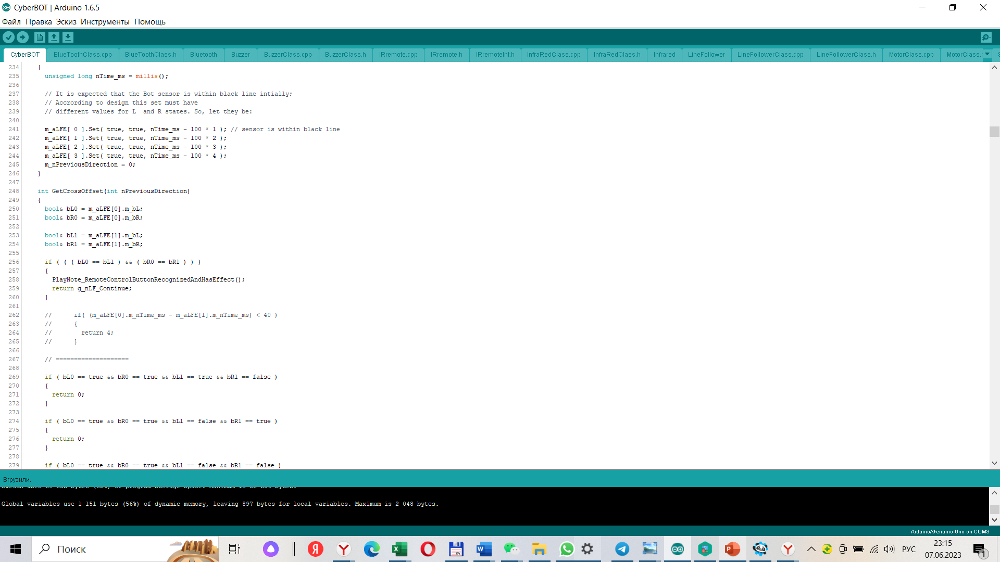 CyberBOT | Arduino 1.6.5
Файл Правка Эскиз Инструменты Помощь
CyberBOT BlueToothClass.cpp BlueToothClass.h Bluetooth Buzzer BuzzerClass.cpp BuzzerClass.h IRremote.cpp IRremote.h IRremoteInt.h InfraRedClass.cpp InfraRedClass.h Infrared LineFollower LineFollowerClass.cpp LineFollowerClass.h MotorClass.cpp MotorClass.h
234 {
235 unsigned long nTime_ms = millis();
236
237 // It is expected that the Bot sensor is within black line intially;
238 // Accrording to design this set must have
239 // different values for L  and R states. So, let they be:
240
241 m_aLFE[ 0 ].Set( true, true, nTime_ms - 100 * 1 ); // sensor is within black line
242 m_aLFE[ 1 ].Set( true, true, nTime_ms - 100 * 2 );
243 m_aLFE[ 2 ].Set( true, true, nTime_ms - 100 * 3 );
244 m_aLFE[ 3 ].Set( true, true, nTime_ms - 100 * 4 );
245 m_nPreviousDirection = 0;
246 }
247
248 int GetCrossOffset(int nPreviousDirection)
249 {
250 bool& bL0 = m_aLFE[0].m_bL;
251 bool& bR0 = m_aLFE[0].m_bR;
252
253 bool& bL1 = m_aLFE[1].m_bL;
254 bool& bR1 = m_aLFE[1].m_bR;
255
256 if ( ( ( bL0 == bL1 ) && ( bR0 == bR1 ) ) )
257 {
258 PlayNote_RemoteControlButtonRecognizedAndHasEffect();
259 return g_nLF_Continue;
260 }
261
262 //      if( (m_aLFE[0].m_nTime_ms - m_aLFE[1].m_nTime_ms) < 40 )
263 //      {
264 //        return 4;
265 //      }
266
267 // ====================
268
269 if ( bL0 == true && bR0 == true && bL1 == true && bR1 == false )
270 {
271 return 0;
272 }
273
274 if ( bL0 == true && bR0 == true && bL1 == false && bR1 == true )
275 {
276 return 0;
277 }
278
279 if ( bL0 == true && bR0 == true && bL1 == false && bR1 == false )
Вгрузили.
Global variables use 1 151 bytes (56%) of dynamic memory, leaving 897 bytes for local variables. Maximum is 2 048 bytes.
Arduino/Genuino Uno on COM3
Поиск
РУС
23:15
07.06.2023
1